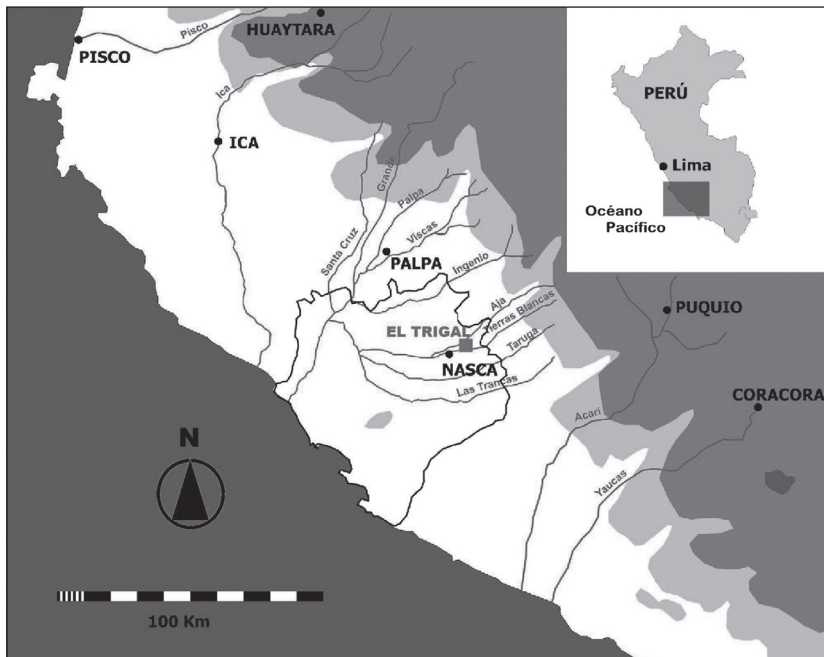 HUAYTARA
Pisco
PISCO
Ica
ICA
Grande
Santa Cruz
Palpa
Viscas
PALPA
Ingenio
Aja
Tierras Blancas
EL TRIGAL
Taruga
NASCA
Las Trancas
PUQUIO
CORACORA
Acarí
Yaucas
N
100 Km
PERÚ
Lima
Océano
Pacífico